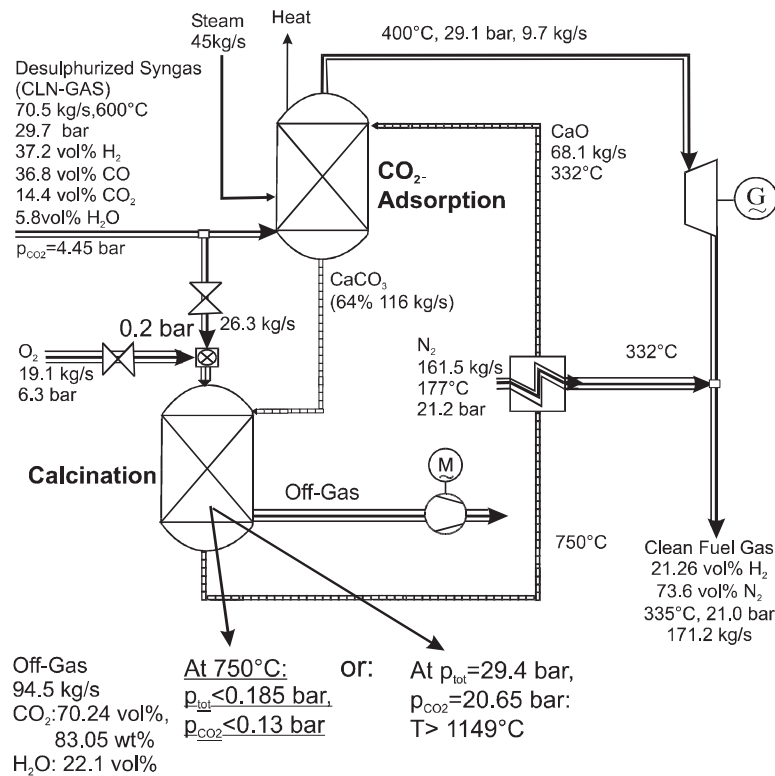 Steam
45kg/s
Heat
400°C, 29.1 bar, 9.7 kg/s
Desulphurized Syngas
(CLN-GAS)
70.5 kg/s,600°C
29.7 bar
37.2 vol% H₂
36.8 vol% CO
14.4 vol% CO₂
5.8vol% H₂O
p_CO2=4.45 bar
CO₂-
Adsorption
CaO
68.1 kg/s
332°C
G
~
CaCO₃
(64% 116 kg/s)
0.2 bar
26.3 kg/s
O₂
19.1 kg/s
6.3 bar
N₂
161.5 kg/s
177°C
21.2 bar
332°C
Calcination
M
~
Off-Gas
750°C
Clean Fuel Gas
21.26 vol% H₂
73.6 vol% N₂
335°C, 21.0 bar
171.2 kg/s
Off-Gas
94.5 kg/s
CO₂:70.24 vol%,
83.05 wt%
H₂O: 22.1 vol%
At 750°C:
p_tot<0.185 bar,
p_CO2<0.13 bar
or:
At p_tot=29.4 bar,
p_CO2=20.65 bar:
T> 1149°C